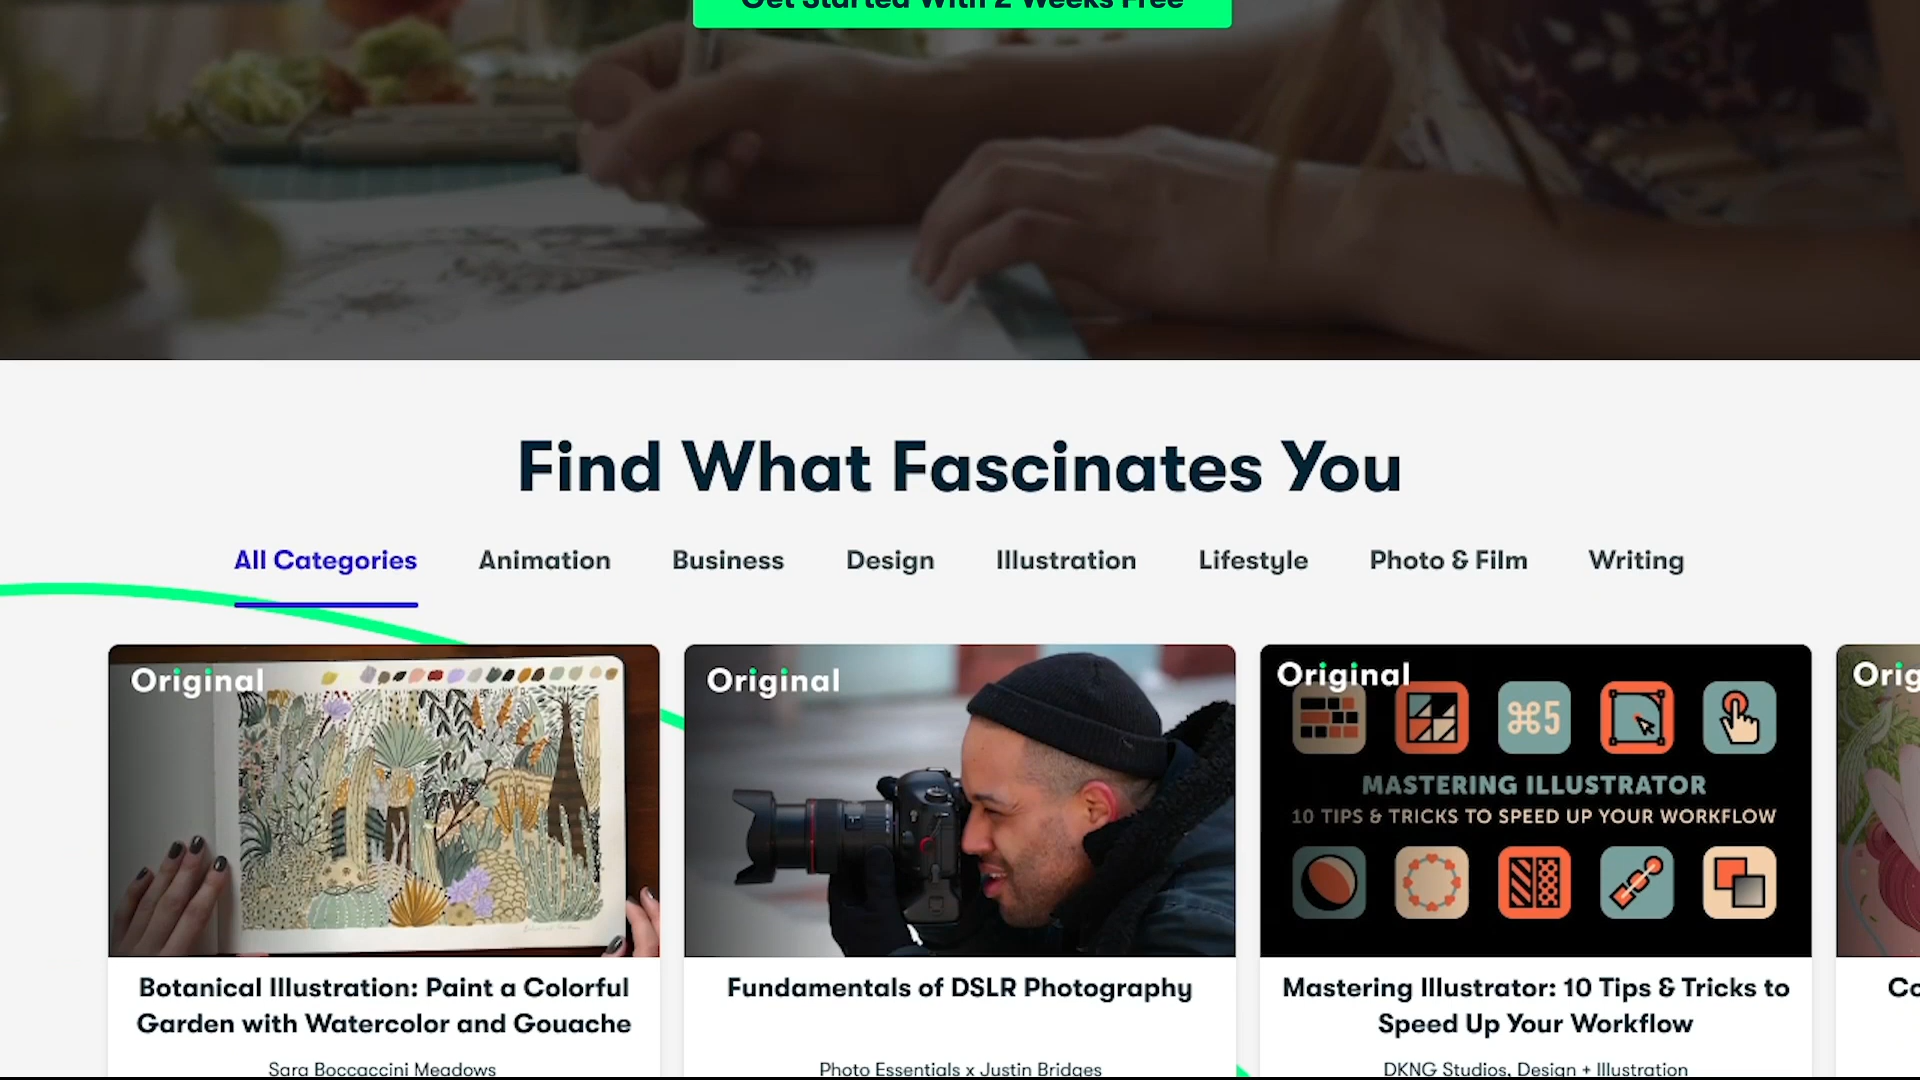 Get Started With 2 Weeks Free
Find What Fascinates You
All Categories
Animation
Business
Design
Illustration
Lifestyle
Photo & Film
Writing
Original
Original
Original
Orig
⌘5
MASTERING ILLUSTRATOR
10 TIPS & TRICKS TO SPEED UP YOUR WORKFLOW
Botanical Illustration: Paint a Colorful
Garden with Watercolor and Gouache
Sara Boccaccini Meadows
Fundamentals of DSLR Photography
Photo Essentials x Justin Bridges
Mastering Illustrator: 10 Tips & Tricks to
Speed Up Your Workflow
DKNG Studios, Design + Illustration
Co